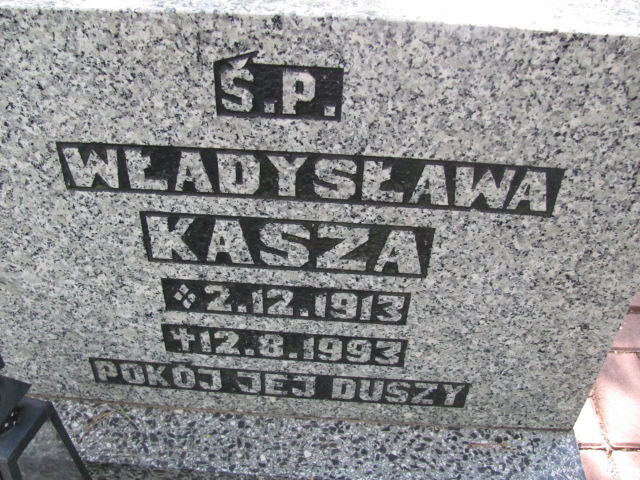 Ś.P.
WŁADYSŁAWA
KASZA
2.12.1913
✝12.8.1993
POKÓJ JEJ DUSZY